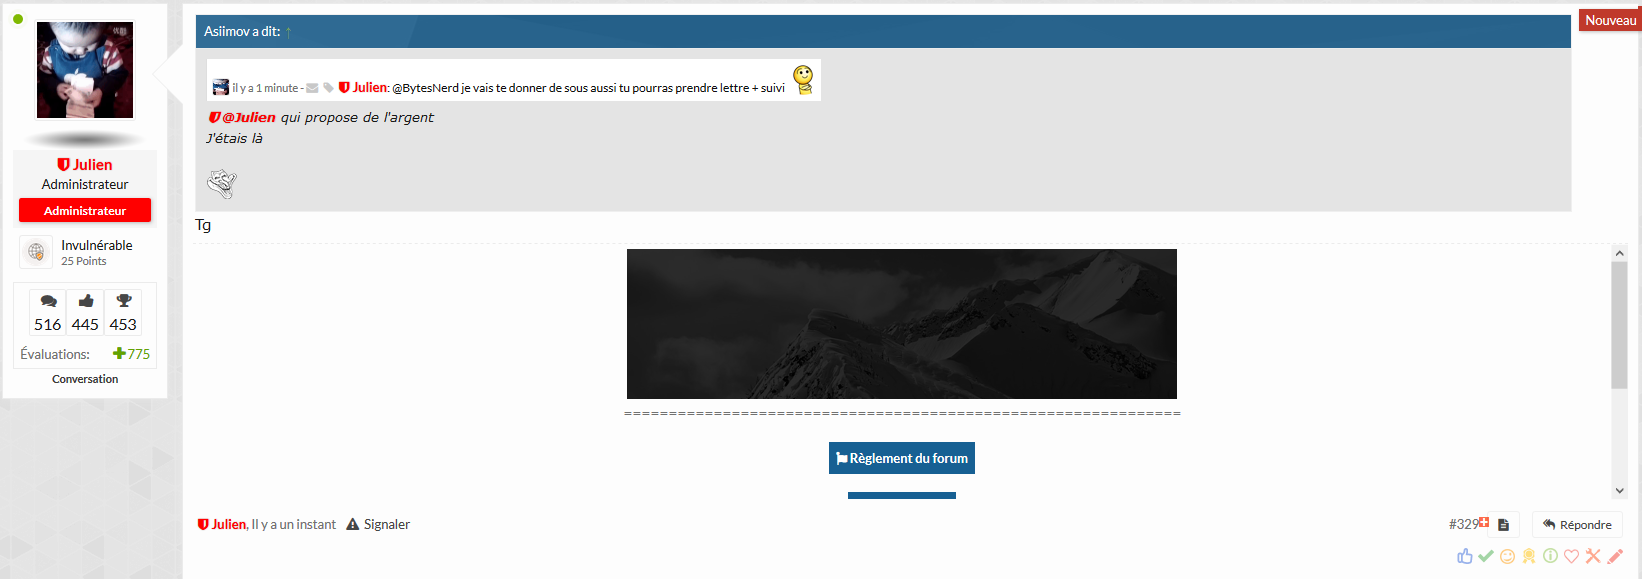 Asiimov a dit: ↑
Nouveau
il y a 1 minute - Julien: @BytesNerd je vais te donner de sous aussi tu pourras prendre lettre + suivi
@Julien qui propose de l'argent
J'étais là
Tg
Julien
Administrateur
Administrateur
Invulnérable
25 Points
516 445 453
Évaluations: +775
Conversation
==============================================================
Règlement du forum
Julien, Il y a un instant Signaler
#329 Répondre